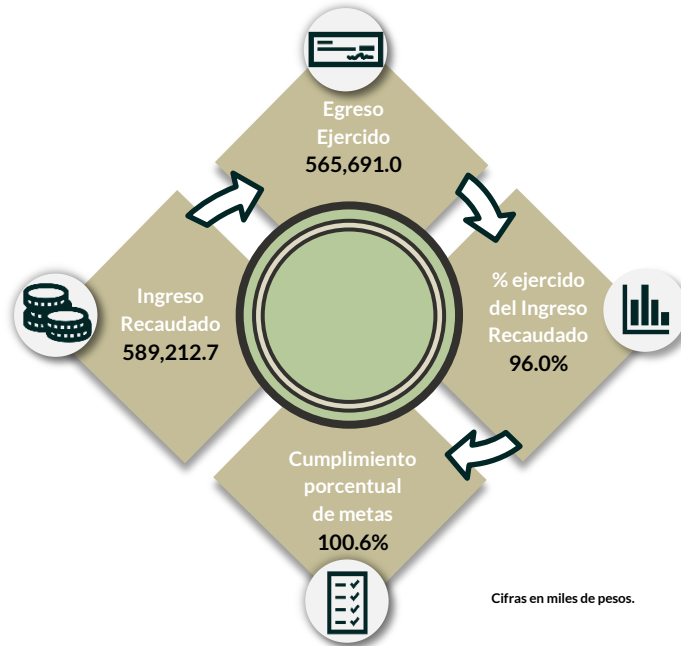 Egreso
Ejercido
565,691.0
Ingreso
Recaudado
589,212.7
% ejercido
del Ingreso
Recaudado
96.0%
Cumplimiento
porcentual
de metas
100.6%
Cifras en miles de pesos.